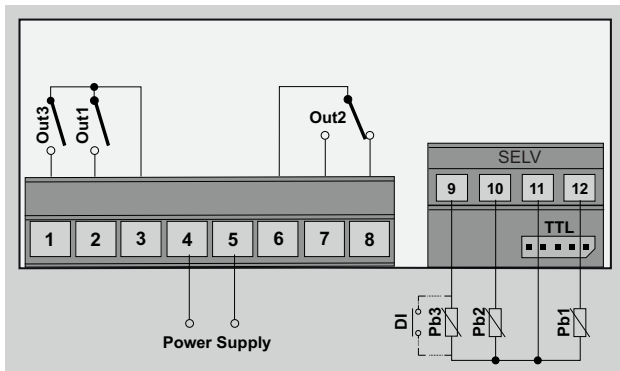 Out3
Out1
Out2
SELV
9 10 11 12
TTL
1 2 3 4 5 6 7 8
Power Supply
DI
Pb3
Pb2
Pb1